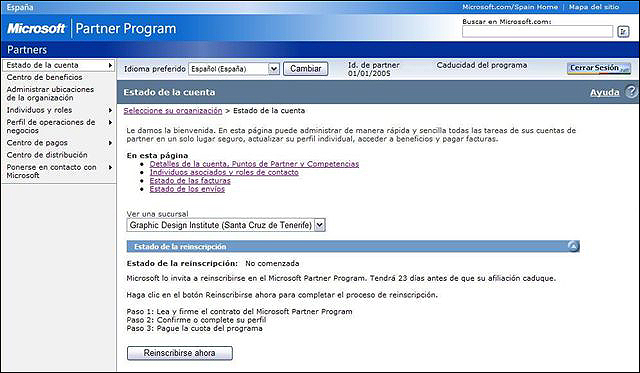 España
Microsoft.com/Spain Home | Mapa del sitio
Microsoft | Partner Program
Buscar en Microsoft.com:
Ir
Partners
Estado de la cuenta
Centro de beneficios
Administrar ubicaciones
de la organización
Individuos y roles
Perfil de operaciones de
negocios
Centro de pagos
Centro de distribución
Ponerse en contacto con
Microsoft
Idioma preferido Español (España) Cambiar
Id. de partner
01/01/2005
Caducidad del programa
Cerrar Sesión
Estado de la cuenta
Ayuda ?
Seleccione su organización > Estado de la cuenta
Le damos la bienvenida. En esta página puede administrar de manera rápida y sencilla todas las tareas de sus cuentas de
partner en un solo lugar seguro, actualizar su perfil individual, acceder a beneficios y pagar facturas.
En esta página
• Detalles de la cuenta, Puntos de Partner y Competencias
• Individuos asociados y roles de contacto
• Estado de las facturas
• Estado de los envíos
Ver una sucursal
Graphic Design Institute (Santa Cruz de Tenerife)
Estado de la reinscripción
Estado de la reinscripción: No comenzada
Microsoft lo invita a reinscribirse en el Microsoft Partner Program. Tendrá 23 días antes de que su afiliación caduque.
Haga clic en el botón Reinscribirse ahora para completar el proceso de reinscripción.
Paso 1: Lea y firme el contrato del Microsoft Partner Program
Paso 2: Confirme o complete su perfil
Paso 3: Pague la cuota del programa
Reinscribirse ahora